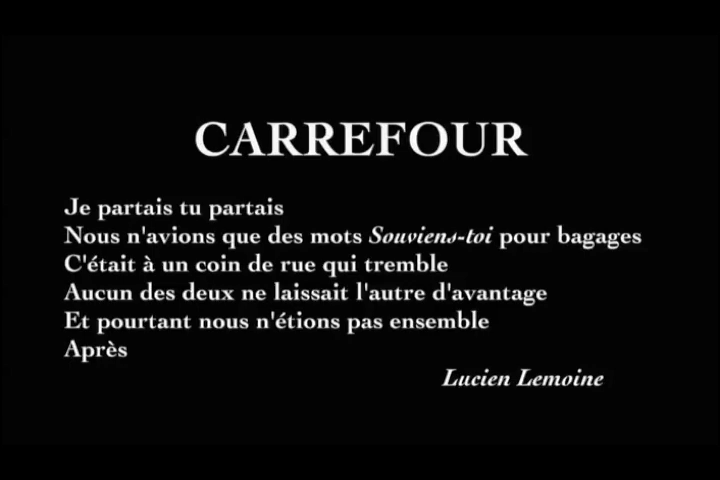 CARREFOUR
Je partais tu partais
Nous n'avions que des mots Souviens-toi pour bagages
C'était à un coin de rue qui tremble
Aucun des deux ne laissait l'autre d'avantage
Et pourtant nous n'étions pas ensemble
Après
Lucien Lemoine